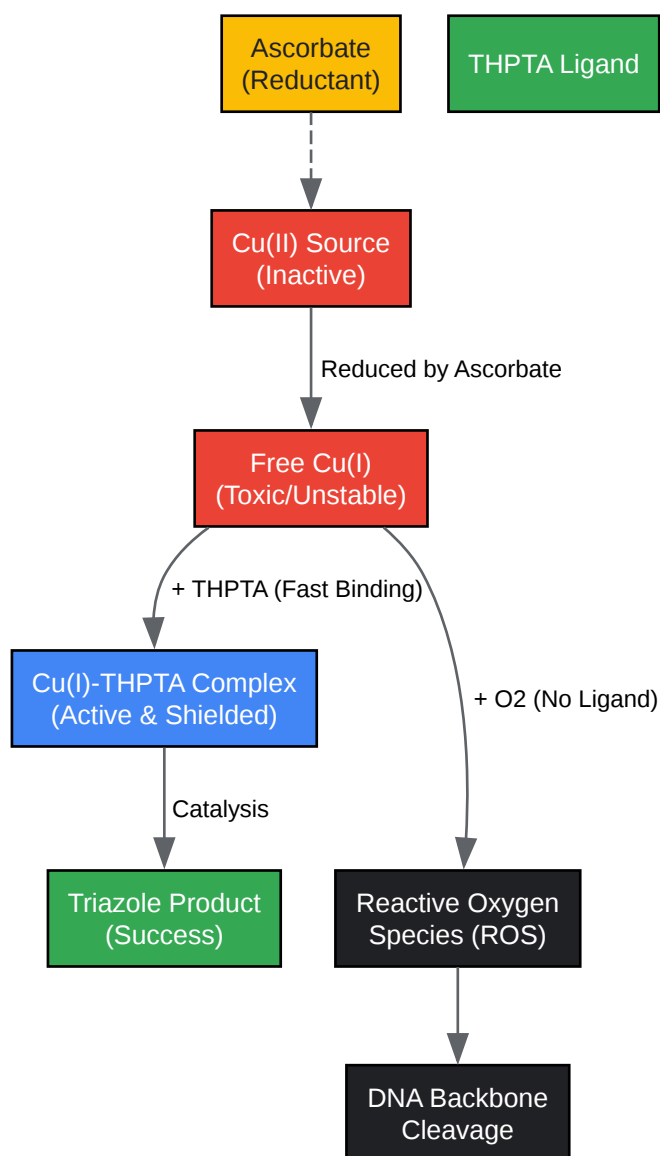 Ascorbate
(Reductant)
THPTA Ligand
Cu(II) Source
(Inactive)
Reduced by Ascorbate
Free Cu(I)
(Toxic/Unstable)
+ THPTA (Fast Binding)
Cu(I)-THPTA Complex
(Active & Shielded)
+ O2 (No Ligand)
Catalysis
Triazole Product
(Success)
Reactive Oxygen
Species (ROS)
DNA Backbone
Cleavage